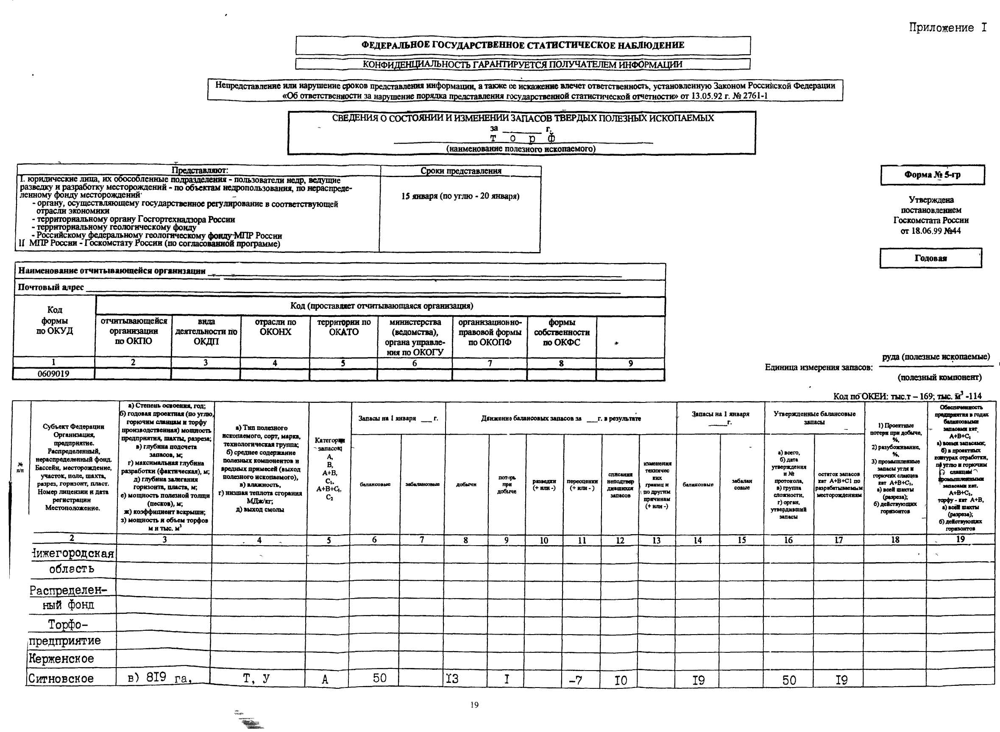 Приложение I
ФЕДЕРАЛЬНОЕ ГОСУДАРСТВЕННОЕ СТАТИСТИЧЕСКОЕ НАБЛЮДЕНИЕ
КОНФИДЕНЦИАЛЬНОСТЬ ГАРАНТИРУЕТСЯ ПОЛУЧАТЕЛЕМ ИНФОРМАЦИИ
Непредставление или нарушение сроков представления информации, а также ее искажение влечет ответственность, установленную Законом Российской Федерации
«Об ответственности за нарушение порядка представления государственной статистической отчетности» от 13.05.92 г. № 2761-1
СВЕДЕНИЯ О СОСТОЯНИИ И ИЗМЕНЕНИИ ЗАПАСОВ ТВЕРДЫХ ПОЛЕЗНЫХ ИСКОПАЕМЫХ
за ______ г.
т о р ф
(наименование полезного ископаемого)
Представляют:
I. юридические лица, их обособленные подразделения - пользователи недр, ведущие
разведку и разработку месторождений - по объектам недропользования, по нераспреде-
ленному фонду месторождений
- органу, осуществляющему государственное регулирование в соответствующей
отрасли экономики
- территориальному органу Госгортехнадзора России
- территориальному геологическому фонду
- Российскому федеральному геологическому фонду МПР России
II МПР России - Госкомстату России (по согласованной программе)
Сроки представления
15 января (по углю - 20 января)
Форма № 5-гр
Утверждена
постановлением
Госкомстата России
от 18.06.99 №44
Годовая
Наименование отчитывающейся организации
Почтовый адрес
Код
формы
по ОКУД
Код (проставляет отчитывающаяся организация)
отчитывающейся
организации
по ОКПО
вида
деятельности по
ОКДП
отрасли по
ОКОНХ
территории по
ОКАТО
министерства
(ведомства),
органа управле-
ния по ОКОГУ
организационно-
правовой формы
по ОКОПФ
формы
собственности
по ОКФС
1 2 3 4 5 6 7 8 9
0609019
Единица измерения запасов:
руда (полезные ископаемые)
(полезный компонент)
Код по ОКЕИ: тыс.т – 169; тыс. м³ -114
№
п/п
Субъект Федерации
Организация,
предприятие.
Распределенный,
нераспределенный фонд.
Бассейн, месторождение,
участок, поле, шахта,
разрез, горизонт, пласт.
Номер лицензии и дата
регистрации
Местоположение.
а) Степень освоения, год;
б) годовая проектная (по углю,
горючим сланцам и торфу
производственная) мощность
предприятия, шахты, разреза;
в) глубина подсчета
запасов, м;
г) максимальная глубина
разработки (фактическая), м;
д) глубина залегания
горизонта, пласта, м;
е) мощность полезной толщи
(песков), м;
ж) коэффициент вскрыши;
з) мощность и объем торфов
м и тыс. м³
а) Тип полезного
ископаемого, сорт, марка,
технологическая группа;
б) среднее содержание
полезных компонентов и
вредных примесей (выход
полезного ископаемого),
в) влажность,
г) низшая теплота сгорания
МДж/кг;
д) выход смолы
Категории
запасов;
А,
В,
А+В,
С₁,
А+В+С₁,
С₂
Запасы на 1 января ___ г.
балансовые
забалансовые
Движение балансовых запасов за ___г. в результате
добычи
потерь
при
добыче
разведки
(+ или -)
переоценки
(+ или - )
списания
неподтвер
дившихся
запасов
изменения
техничес
ких
границ и
по другим
причинам
(+ или -)
Запасы на 1 января
_____г.
балансовые
забалан
совые
Утвержденные балансовые
запасы
а) всего,
б) дата
утверждения
и №
протокола,
в) группа
сложности,
г) орган,
утвердивший
запасы
остаток запасов
кат А+В+С1 по
разрабатываемым
месторождениям
1) Проектные
потери при добыче,
%,
2) разубоживание,
%,
3) промышленные
запасы угля и
горючих сланцев
кат А+В+С₁,
а) всей шахты
(разреза);
б) действующих
горизонтов
Обеспеченность
предприятия в годах
балансовыми
запасами кат.
А+В+С₁
а) всеми запасами;
б) в проектных
контурах отработки,
по углю и горючим
сланцам
промышленными
запасами кат.
А+В+С₁,
торфу - кат А+В,
а) всей шахты
(разреза);
б) действующих
горизонтов
2 3 4 5 6 7 8 9 10 11 12 13 14 15 16 17 18 19
Нижегородская
область
Распределен-
ный фонд
Торфо-
предприятие
Керженское
Ситновское в) 8I9 га, Т, У А 50 I3 I -7 I0 I9 50 I9
19